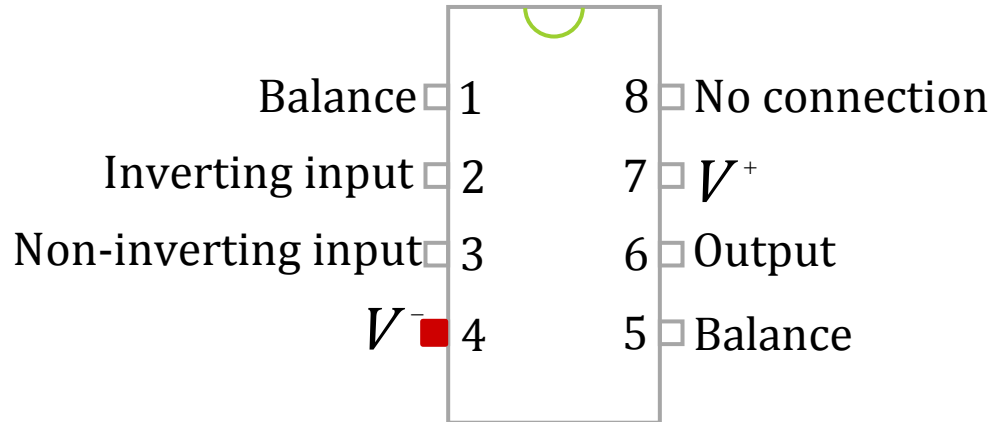 Balance 1 8 No connection
Inverting input 2 7 V⁺
Non-inverting input 3 6 Output
V⁻ 4 5 Balance